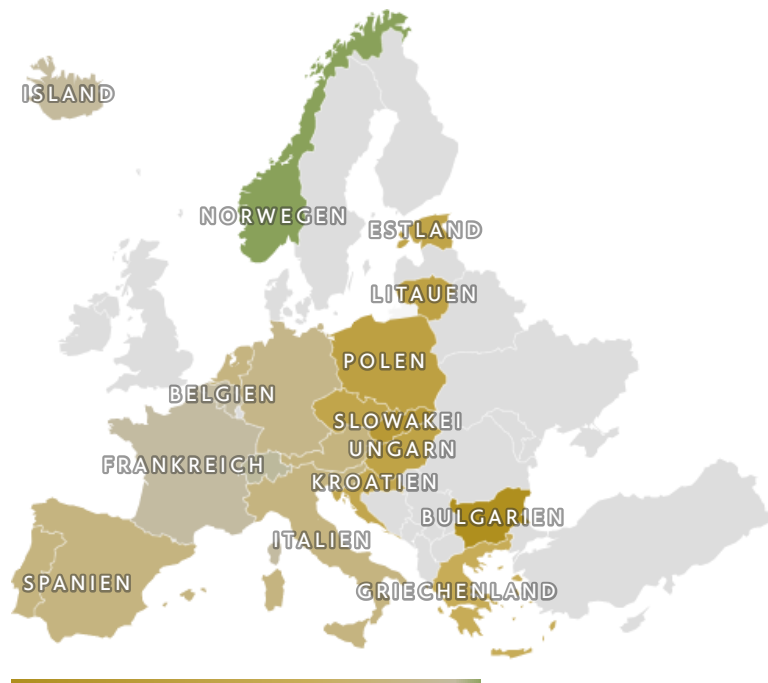 ISLAND
NORWEGEN
ESTLAND
LITAUEN
POLEN
BELGIEN
SLOWAKEI
UNGARN
FRANKREICH
KROATIEN
BULGARIEN
ITALIEN
SPANIEN
GRIECHENLAND